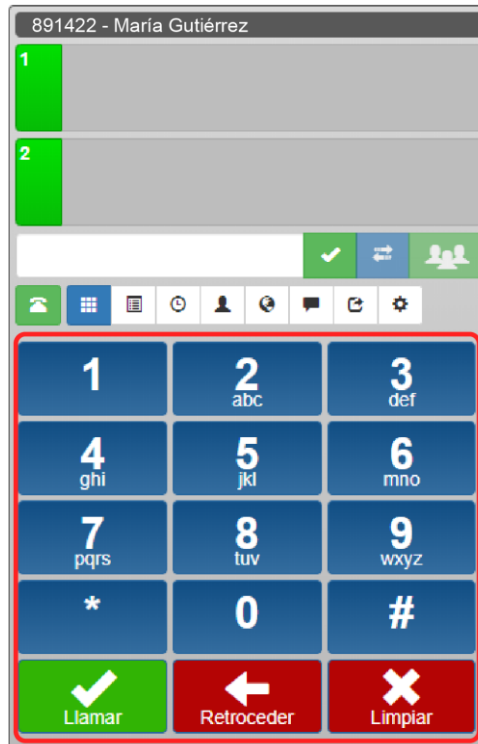 891422 - María Gutiérrez
1
2
1 2 3
abc def
4 5 6
ghi jkl mno
7 8 9
pqrs tuv wxyz
* 0 #
Llamar Retroceder Limpiar